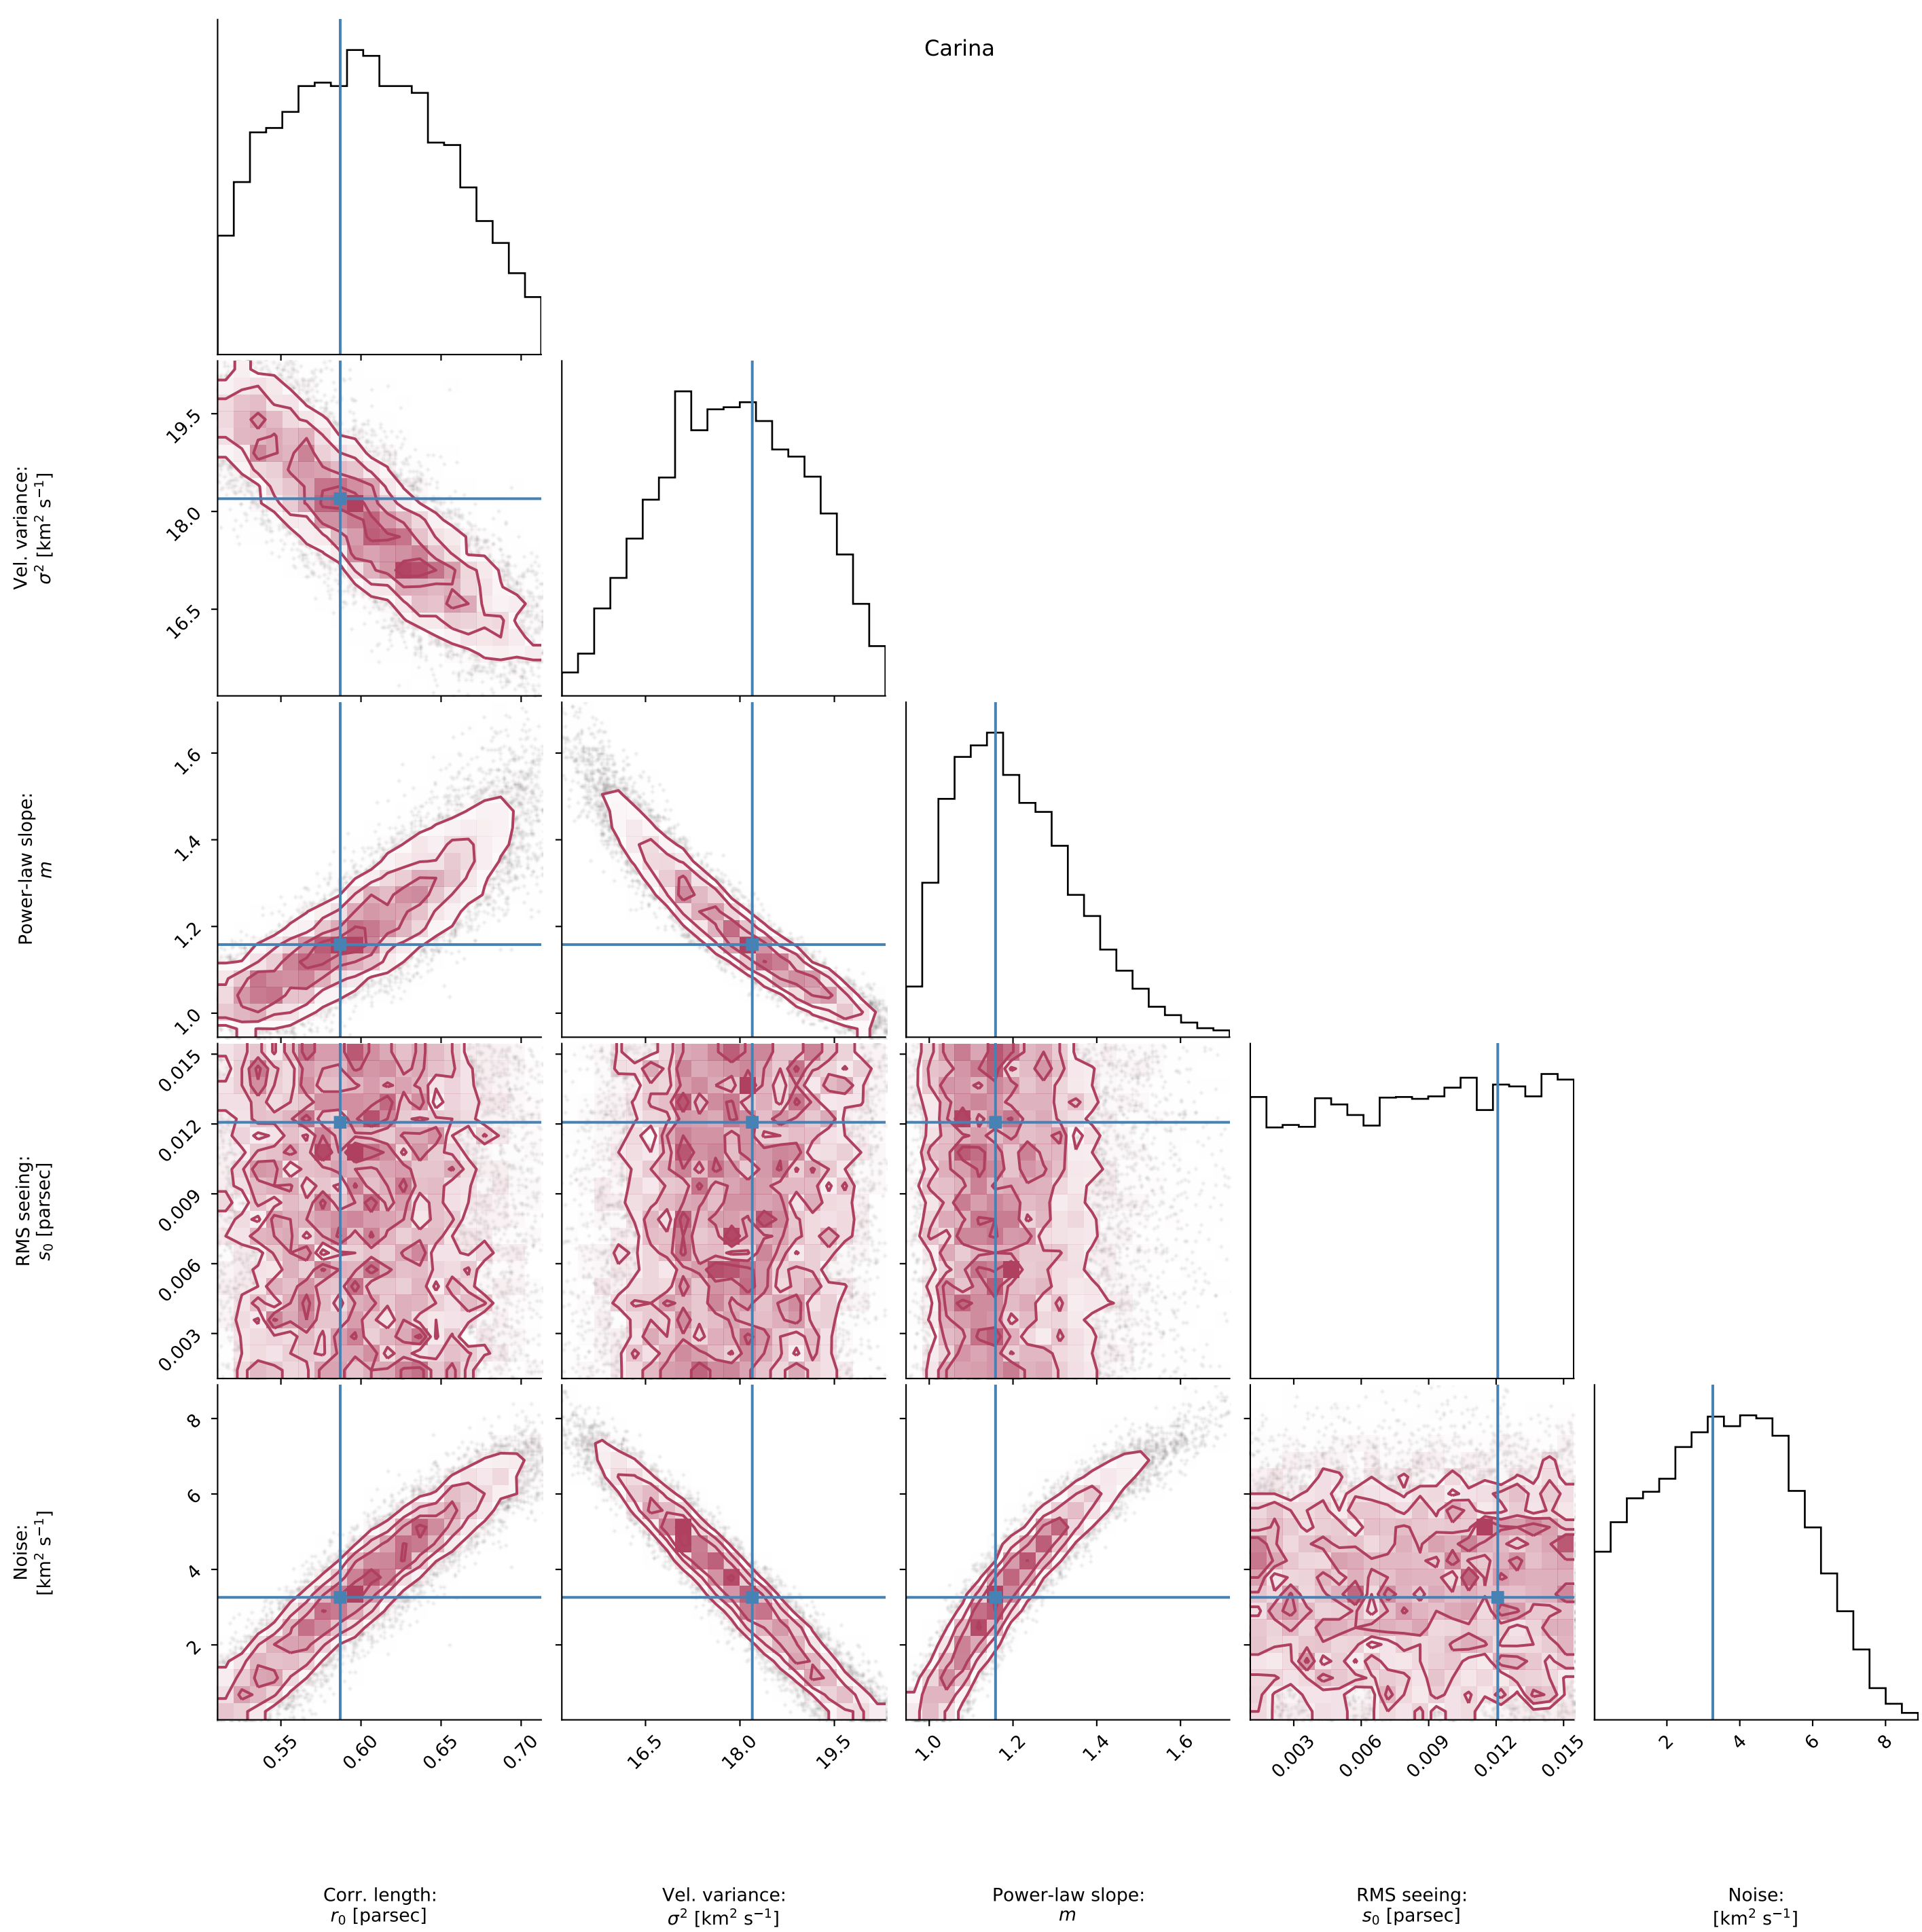 Carina
Vel. variance:
σ² [km² s⁻¹]
19.5
18.0
16.5
Power-law slope:
m
1.6
1.4
1.2
1.0
RMS seeing:
s₀ [parsec]
0.015
0.012
0.009
0.006
0.003
Noise:
[km² s⁻¹]
8
6
4
2
0.55 0.60 0.65 0.70 16.5 18.0 19.5 1.0 1.2 1.4 1.6 0.003 0.006 0.009 0.012 0.015 2 4 6 8
Corr. length: Vel. variance: Power-law slope: RMS seeing: Noise:
r₀ [parsec] σ² [km² s⁻¹] m s₀ [parsec] [km² s⁻¹]